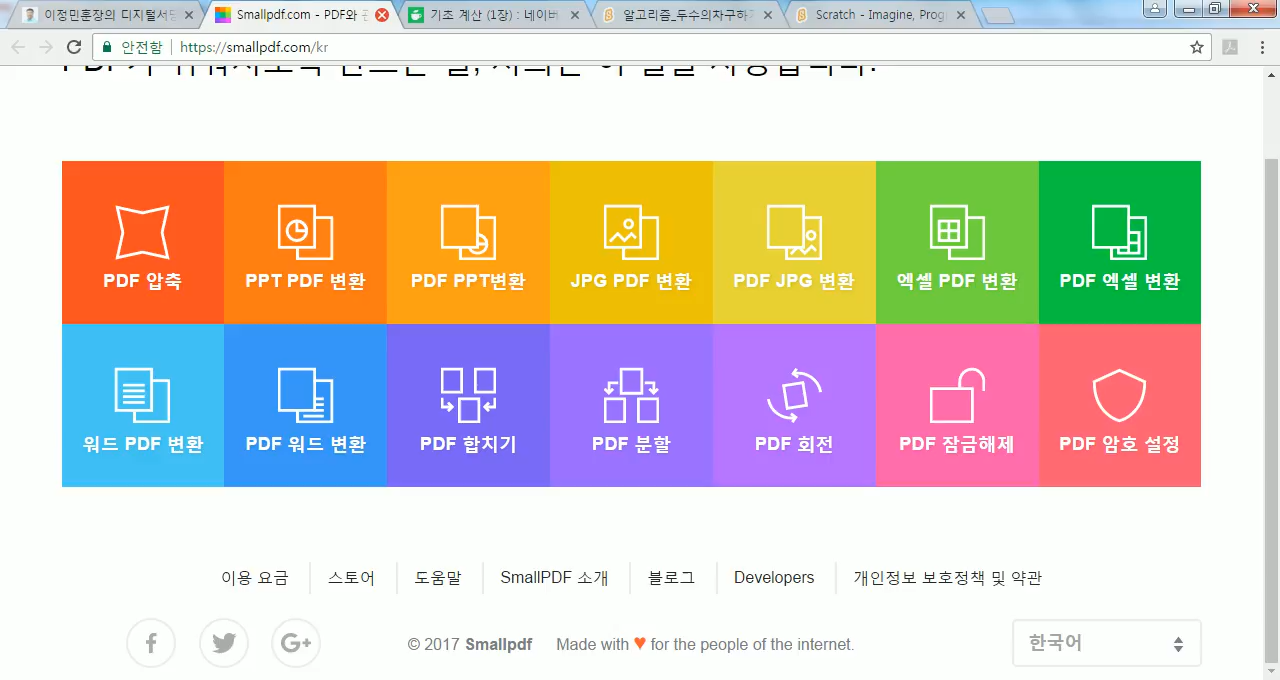 이정민훈장의 디지털서당
Smallpdf.com - PDF와 관
기초 계산 (1장) : 네이버
알고리즘_두수의차구하기
Scratch - Imagine, Prog
안전함
https://smallpdf.com/kr
PDF 압축
PPT PDF 변환
PDF PPT변환
JPG PDF 변환
PDF JPG 변환
엑셀 PDF 변환
PDF 엑셀 변환
워드 PDF 변환
PDF 워드 변환
PDF 합치기
PDF 분할
PDF 회전
PDF 잠금해제
PDF 암호 설정
이용 요금
스토어
도움말
SmallPDF 소개
블로그
Developers
개인정보 보호정책 및 약관
© 2017 Smallpdf
Made with ♥ for the people of the internet.
한국어